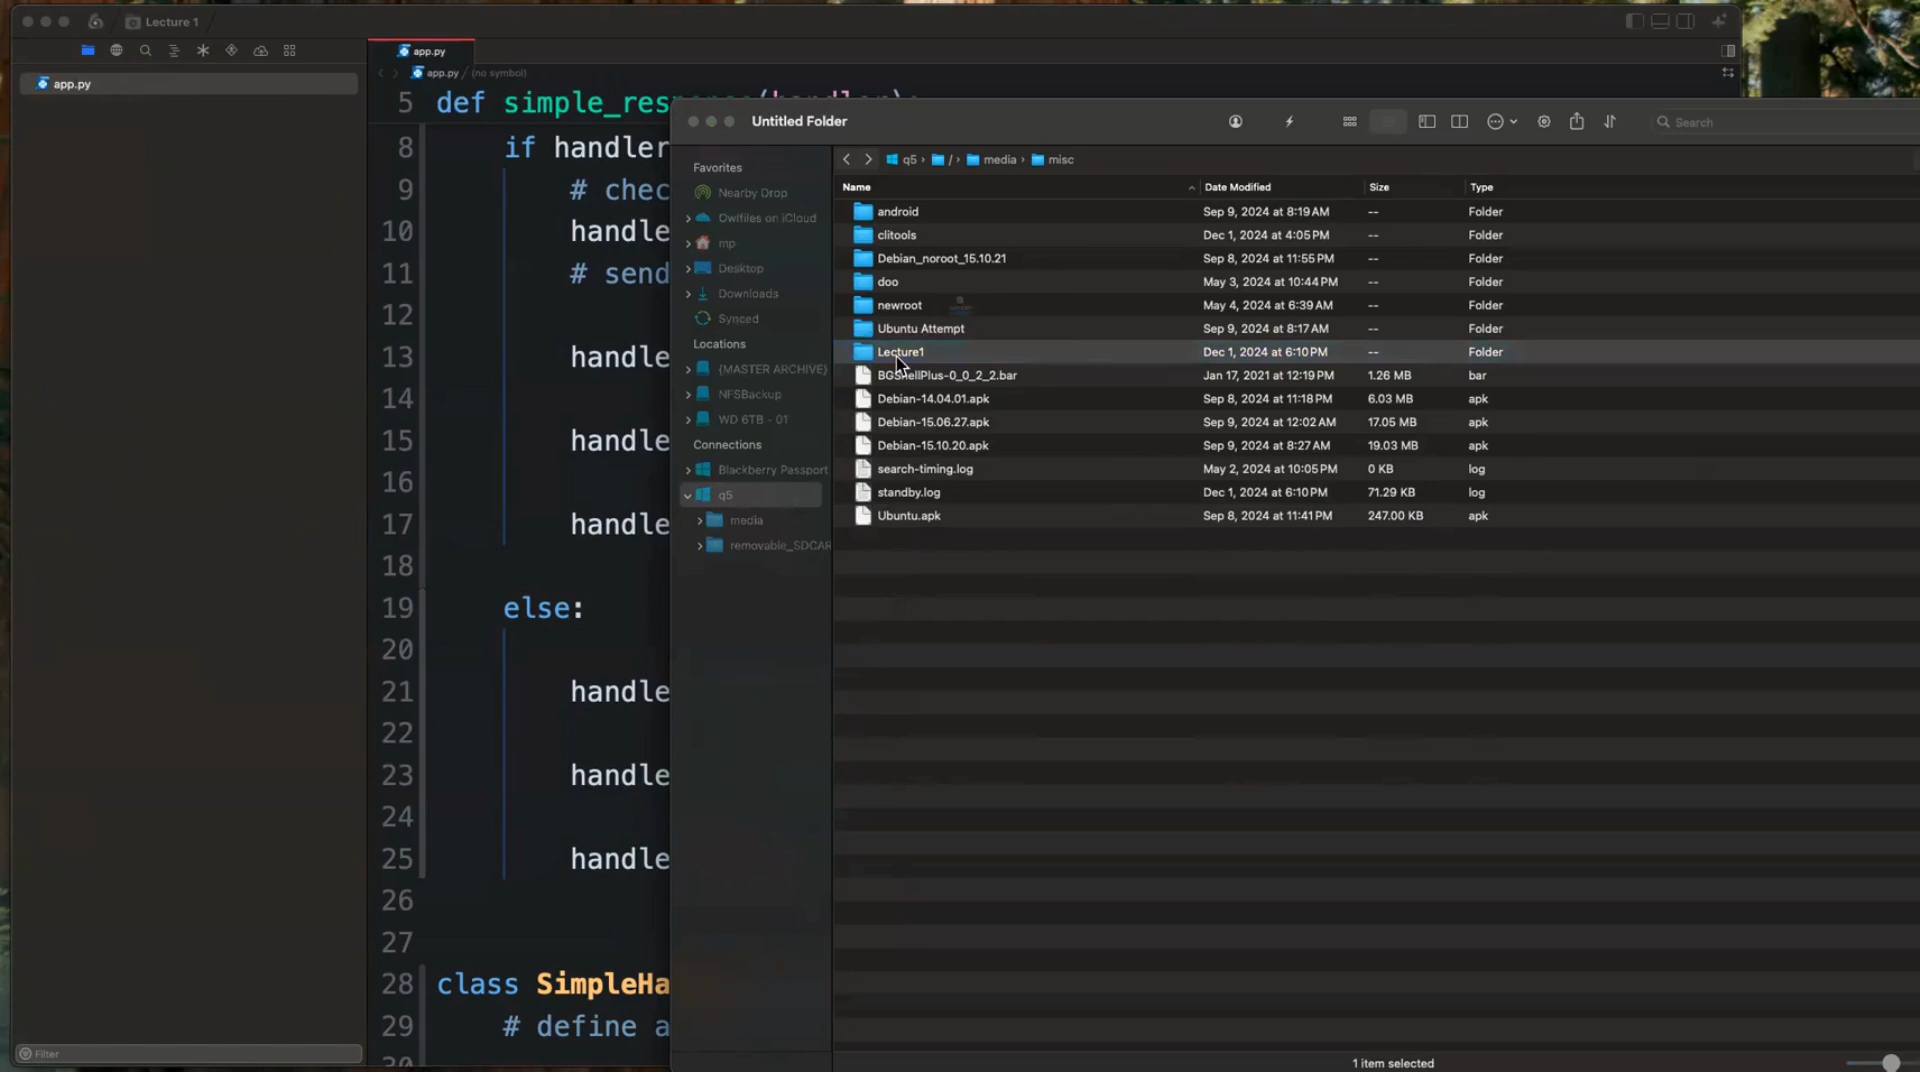 Lecture 1
app.py
Filter
app.py
app.py / (no symbol)
5 def simple_res
8 if handler
9 # chec
10 handle
11 # send
12
13 handle
14
15 handle
16
17 handle
18
19 else:
20
21 handle
22
23 handle
24
25 handle
26
27
28 class SimpleHa
29 # define a
30
Untitled Folder
Search
Favorites
Nearby Drop
Owlfiles on iCloud
mp
Desktop
Downloads
Synced
Locations
{MASTER ARCHIVE}
NFSBackup
WD 6TB - 01
Connections
Blackberry Passport
q5
media
removable_SDCAR
q5 › / › media › misc
Name Date Modified Size Type
android Sep 9, 2024 at 8:19 AM -- Folder
clitools Dec 1, 2024 at 4:05 PM -- Folder
Debian_noroot_15.10.21 Sep 8, 2024 at 11:55 PM -- Folder
doo May 3, 2024 at 10:44 PM -- Folder
newroot May 4, 2024 at 6:39 AM -- Folder
Ubuntu Attempt Sep 9, 2024 at 8:17 AM -- Folder
Lecture1 Dec 1, 2024 at 6:10 PM -- Folder
BGShellPlus-0_0_2_2.bar Jan 17, 2021 at 12:19 PM 1.26 MB bar
Debian-14.04.01.apk Sep 8, 2024 at 11:18 PM 6.03 MB apk
Debian-15.06.27.apk Sep 9, 2024 at 12:02 AM 17.05 MB apk
Debian-15.10.20.apk Sep 9, 2024 at 8:27 AM 19.03 MB apk
search-timing.log May 2, 2024 at 10:05 PM 0 KB log
standby.log Dec 1, 2024 at 6:10 PM 71.29 KB log
Ubuntu.apk Sep 8, 2024 at 11:41 PM 247.00 KB apk
1 item selected